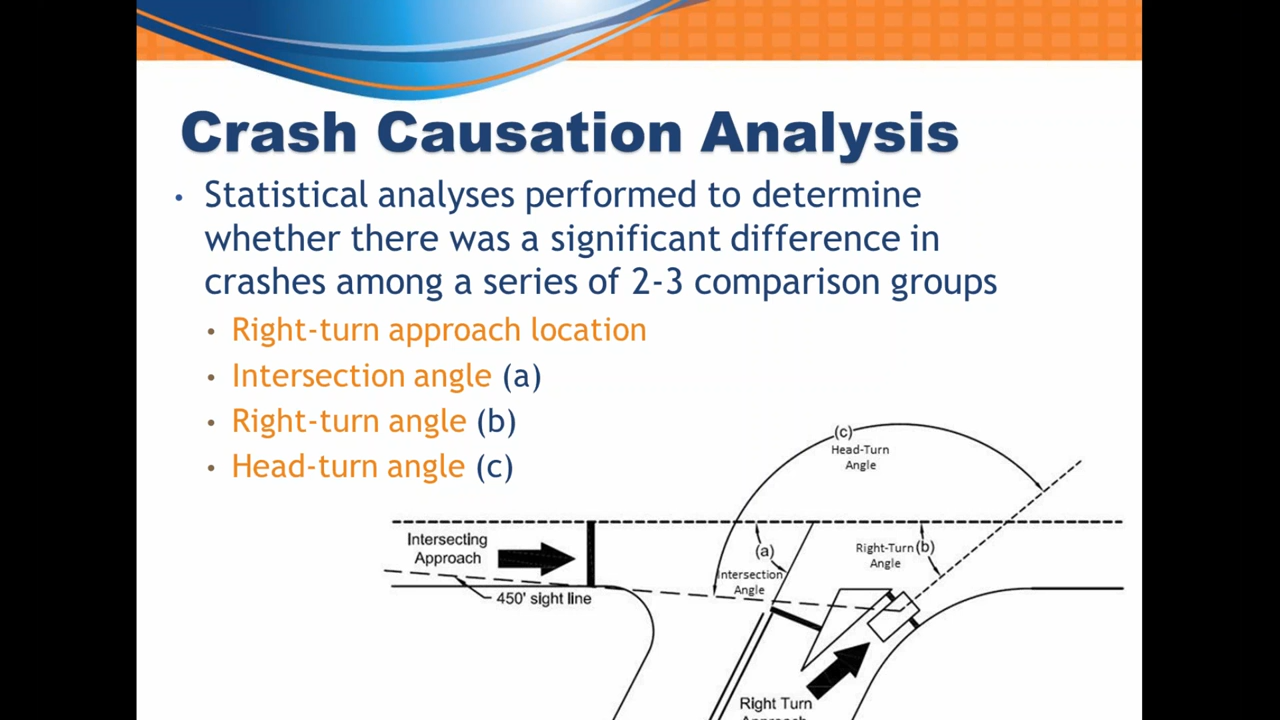 Crash Causation Analysis
• Statistical analyses performed to determine
whether there was a significant difference in
crashes among a series of 2-3 comparison groups
• Right-turn approach location
• Intersection angle (a)
• Right-turn angle (b)
• Head-turn angle (c)
(c)
Head-Turn
Angle
Intersecting
Approach
450' sight line
(a)
Intersection
Angle
Right-Turn (b)
Angle
Right Turn
Approach